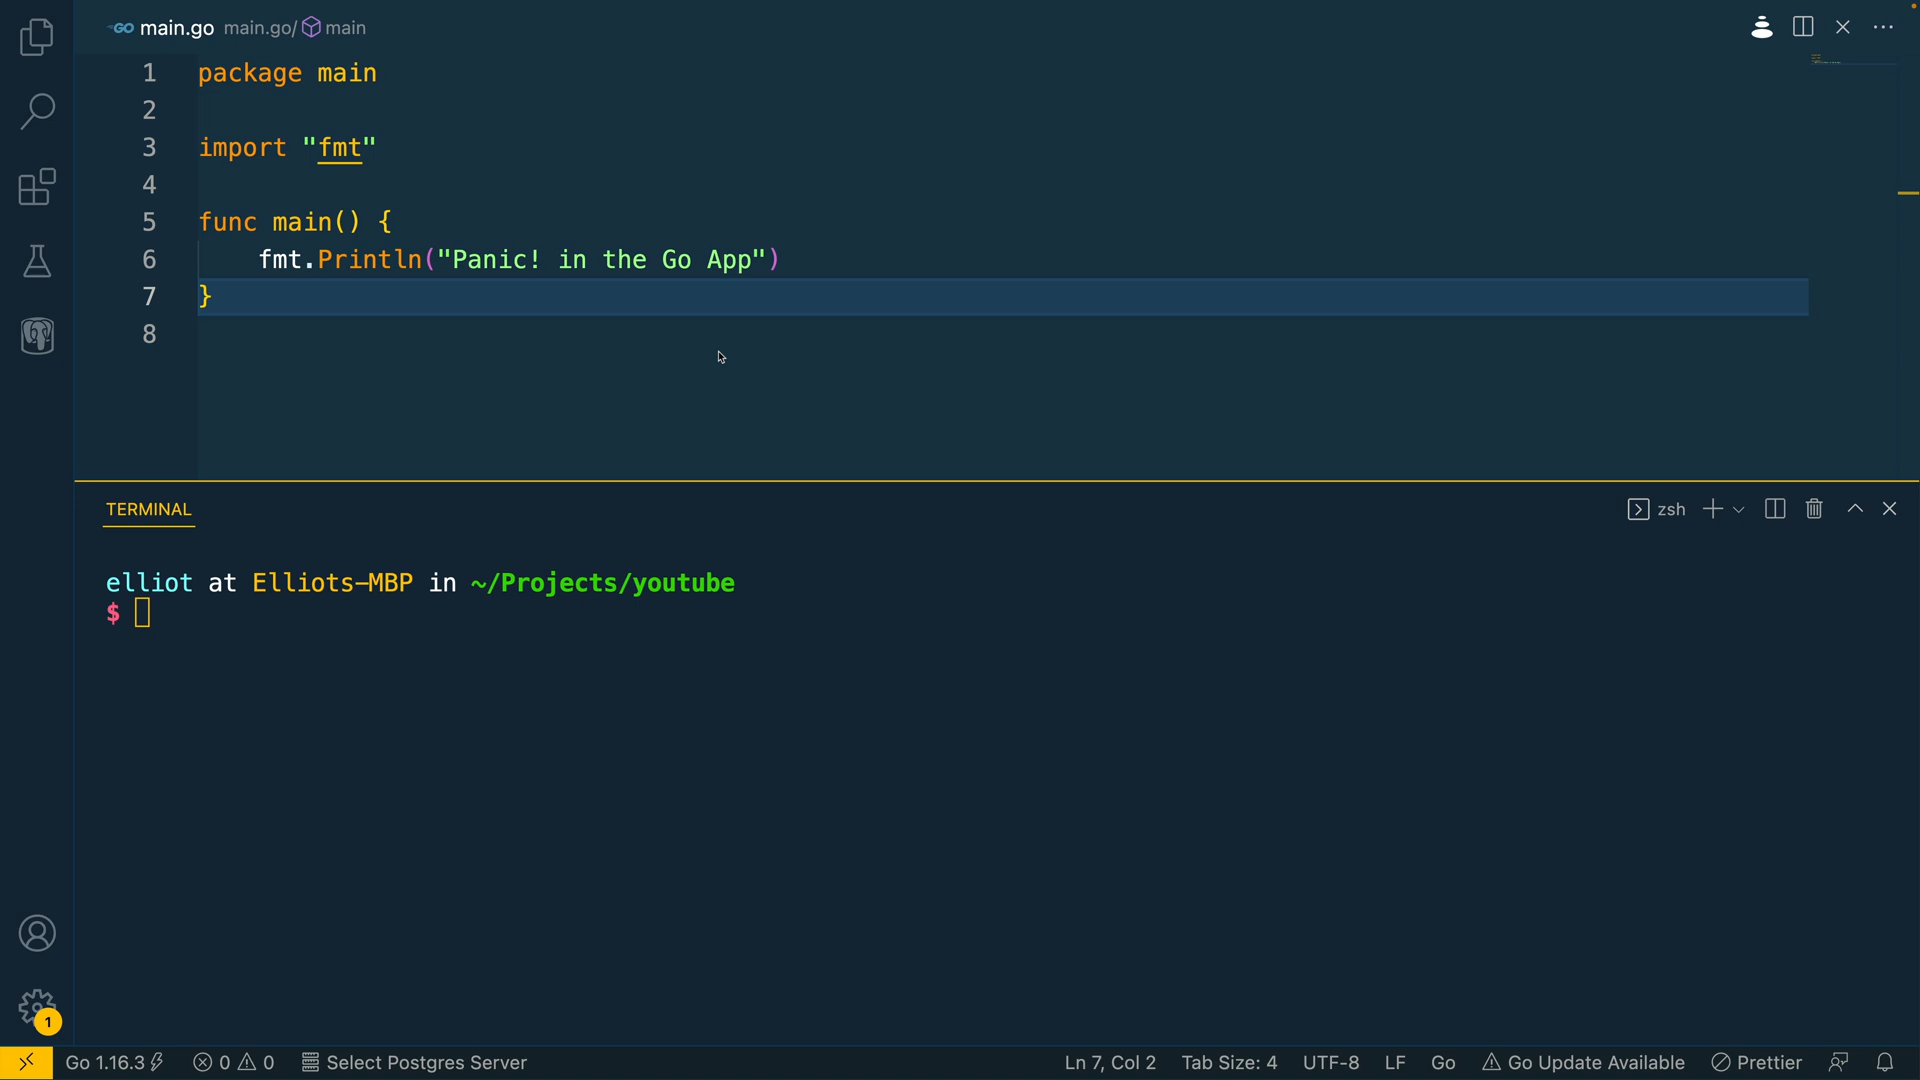 GO main.go main.go/ main
1 package main
2
3 import "fmt"
4
5 func main() {
6 fmt.Println("Panic! in the Go App")
7 }
8
TERMINAL
zsh
elliot at Elliots-MBP in ~/Projects/youtube
$
1
Go 1.16.3 0 0 Select Postgres Server Ln 7, Col 2 Tab Size: 4 UTF-8 LF Go Go Update Available Prettier